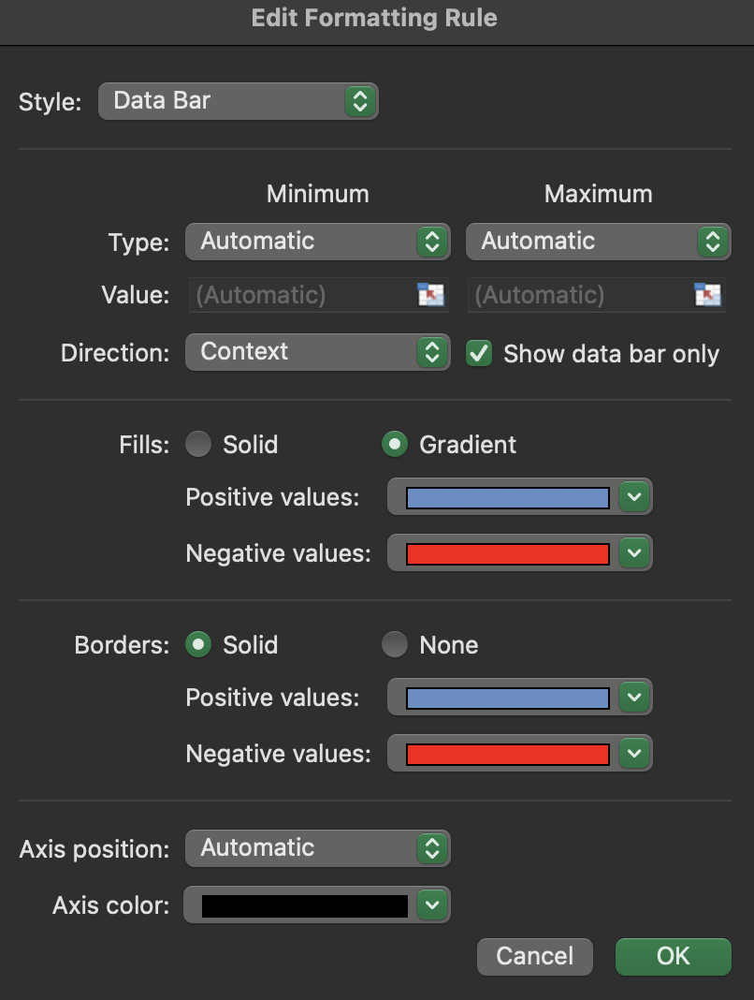 Edit Formatting Rule
Style: Data Bar
Minimum Maximum
Type: Automatic Automatic
Value: (Automatic) (Automatic)
Direction: Context Show data bar only
Fills: Solid Gradient
Positive values:
Negative values:
Borders: Solid None
Positive values:
Negative values:
Axis position: Automatic
Axis color:
Cancel OK